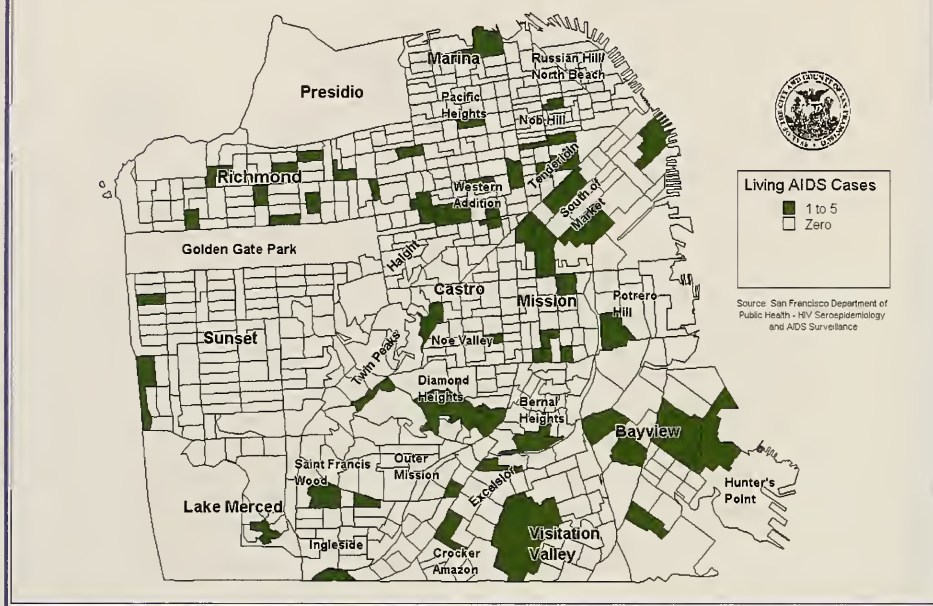 Marina
Russian Hill/
North Beach
Presidio
Pacific
Heights
Nob Hill
Tenderloin
Richmond
Western
Addition
South of
Market
Golden Gate Park
Haight
Castro
Mission
Potrero
Hill
Sunset
Noe Valley
Twin Peaks
Diamond
Heights
Bernal
Heights
Bayview
Saint Francis
Wood
Outer
Mission
Excelsior
Hunter's
Point
Lake Merced
Visitation
Valley
Ingleside
Crocker
Amazon
Living AIDS Cases
1 to 5
Zero
Source: San Francisco Department of
Public Health - HIV Seroepidemiology
and AIDS Surveillance